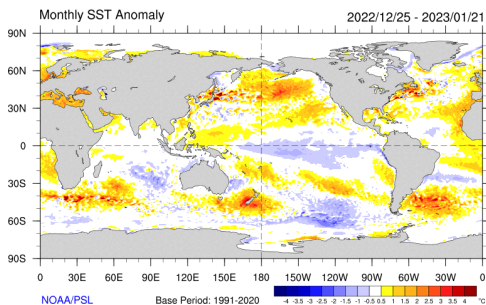 Monthly SST Anomaly 2022/12/25 - 2023/01/21
90N
60N
30N
0
30S
60S
90S
0 30E 60E 90E 120E 150E 180 150W 120W 90W 60W 30W 0
NOAA/PSL Base Period: 1991-2020
-4 -3.5 -3 -2.5 -2 -1.5 -1 -0.5 0.5 1 1.5 2 2.5 3 3.5 4 °C